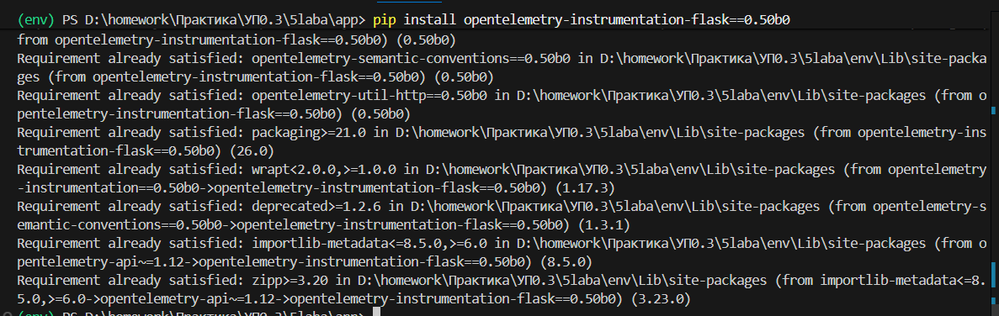 (env) PS D:\homework\Практика\УП0.3\5laba\app> pip install opentelemetry-instrumentation-flask==0.50b0
from opentelemetry-instrumentation-flask==0.50b0) (0.50b0)
Requirement already satisfied: opentelemetry-semantic-conventions==0.50b0 in D:\homework\Практика\УП0.3\5laba\env\Lib\site-packa
ges (from opentelemetry-instrumentation-flask==0.50b0) (0.50b0)
Requirement already satisfied: opentelemetry-util-http==0.50b0 in D:\homework\Практика\УП0.3\5laba\env\Lib\site-packages (from o
pentelemetry-instrumentation-flask==0.50b0) (0.50b0)
Requirement already satisfied: packaging>=21.0 in D:\homework\Практика\УП0.3\5laba\env\Lib\site-packages (from opentelemetry-ins
trumentation-flask==0.50b0) (26.0)
Requirement already satisfied: wrapt<2.0.0,>=1.0.0 in D:\homework\Практика\УП0.3\5laba\env\Lib\site-packages (from opentelemetry
-instrumentation==0.50b0->opentelemetry-instrumentation-flask==0.50b0) (1.17.3)
Requirement already satisfied: deprecated>=1.2.6 in D:\homework\Практика\УП0.3\5laba\env\Lib\site-packages (from opentelemetry-s
emantic-conventions==0.50b0->opentelemetry-instrumentation-flask==0.50b0) (1.3.1)
Requirement already satisfied: importlib-metadata<=8.5.0,>=6.0 in D:\homework\Практика\УП0.3\5laba\env\Lib\site-packages (from o
pentelemetry-api~=1.12->opentelemetry-instrumentation-flask==0.50b0) (8.5.0)
Requirement already satisfied: zipp>=3.20 in D:\homework\Практика\УП0.3\5laba\env\Lib\site-packages (from importlib-metadata<=8.
5.0,>=6.0->opentelemetry-api~=1.12->opentelemetry-instrumentation-flask==0.50b0) (3.23.0)
(env) PS D:\homework\Практика\УП0.3\5laba\app>